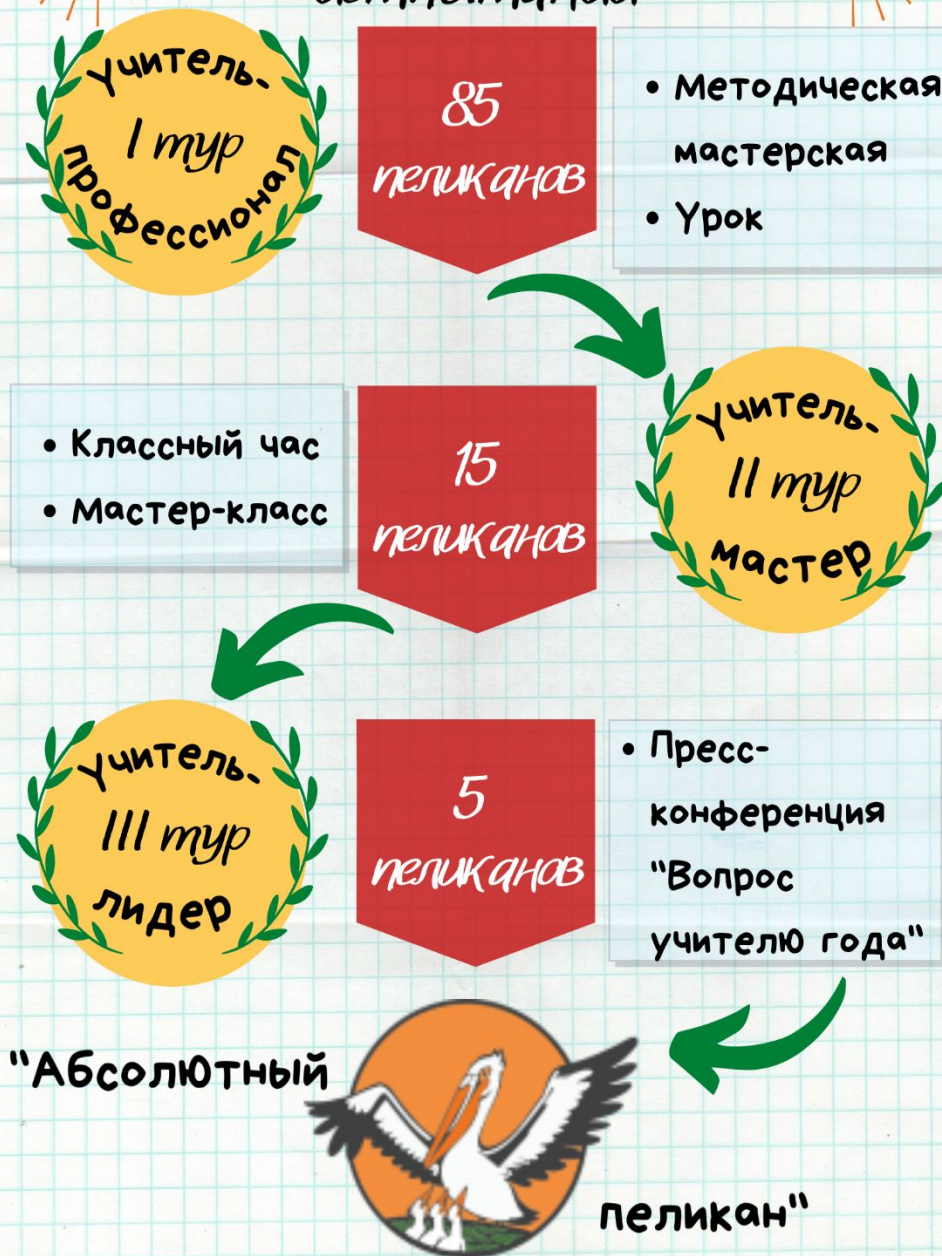 Учитель-
I тур
профессионал
85
пеликанов
• Методическая
мастерская
• Урок
• Классный час
• Мастер-класс
15
пеликанов
Учитель-
II тур
мастер
Учитель-
III тур
лидер
5
пеликанов
• Пресс-
конференция
"Вопрос
учителю года"
"Абсолютный
пеликан"